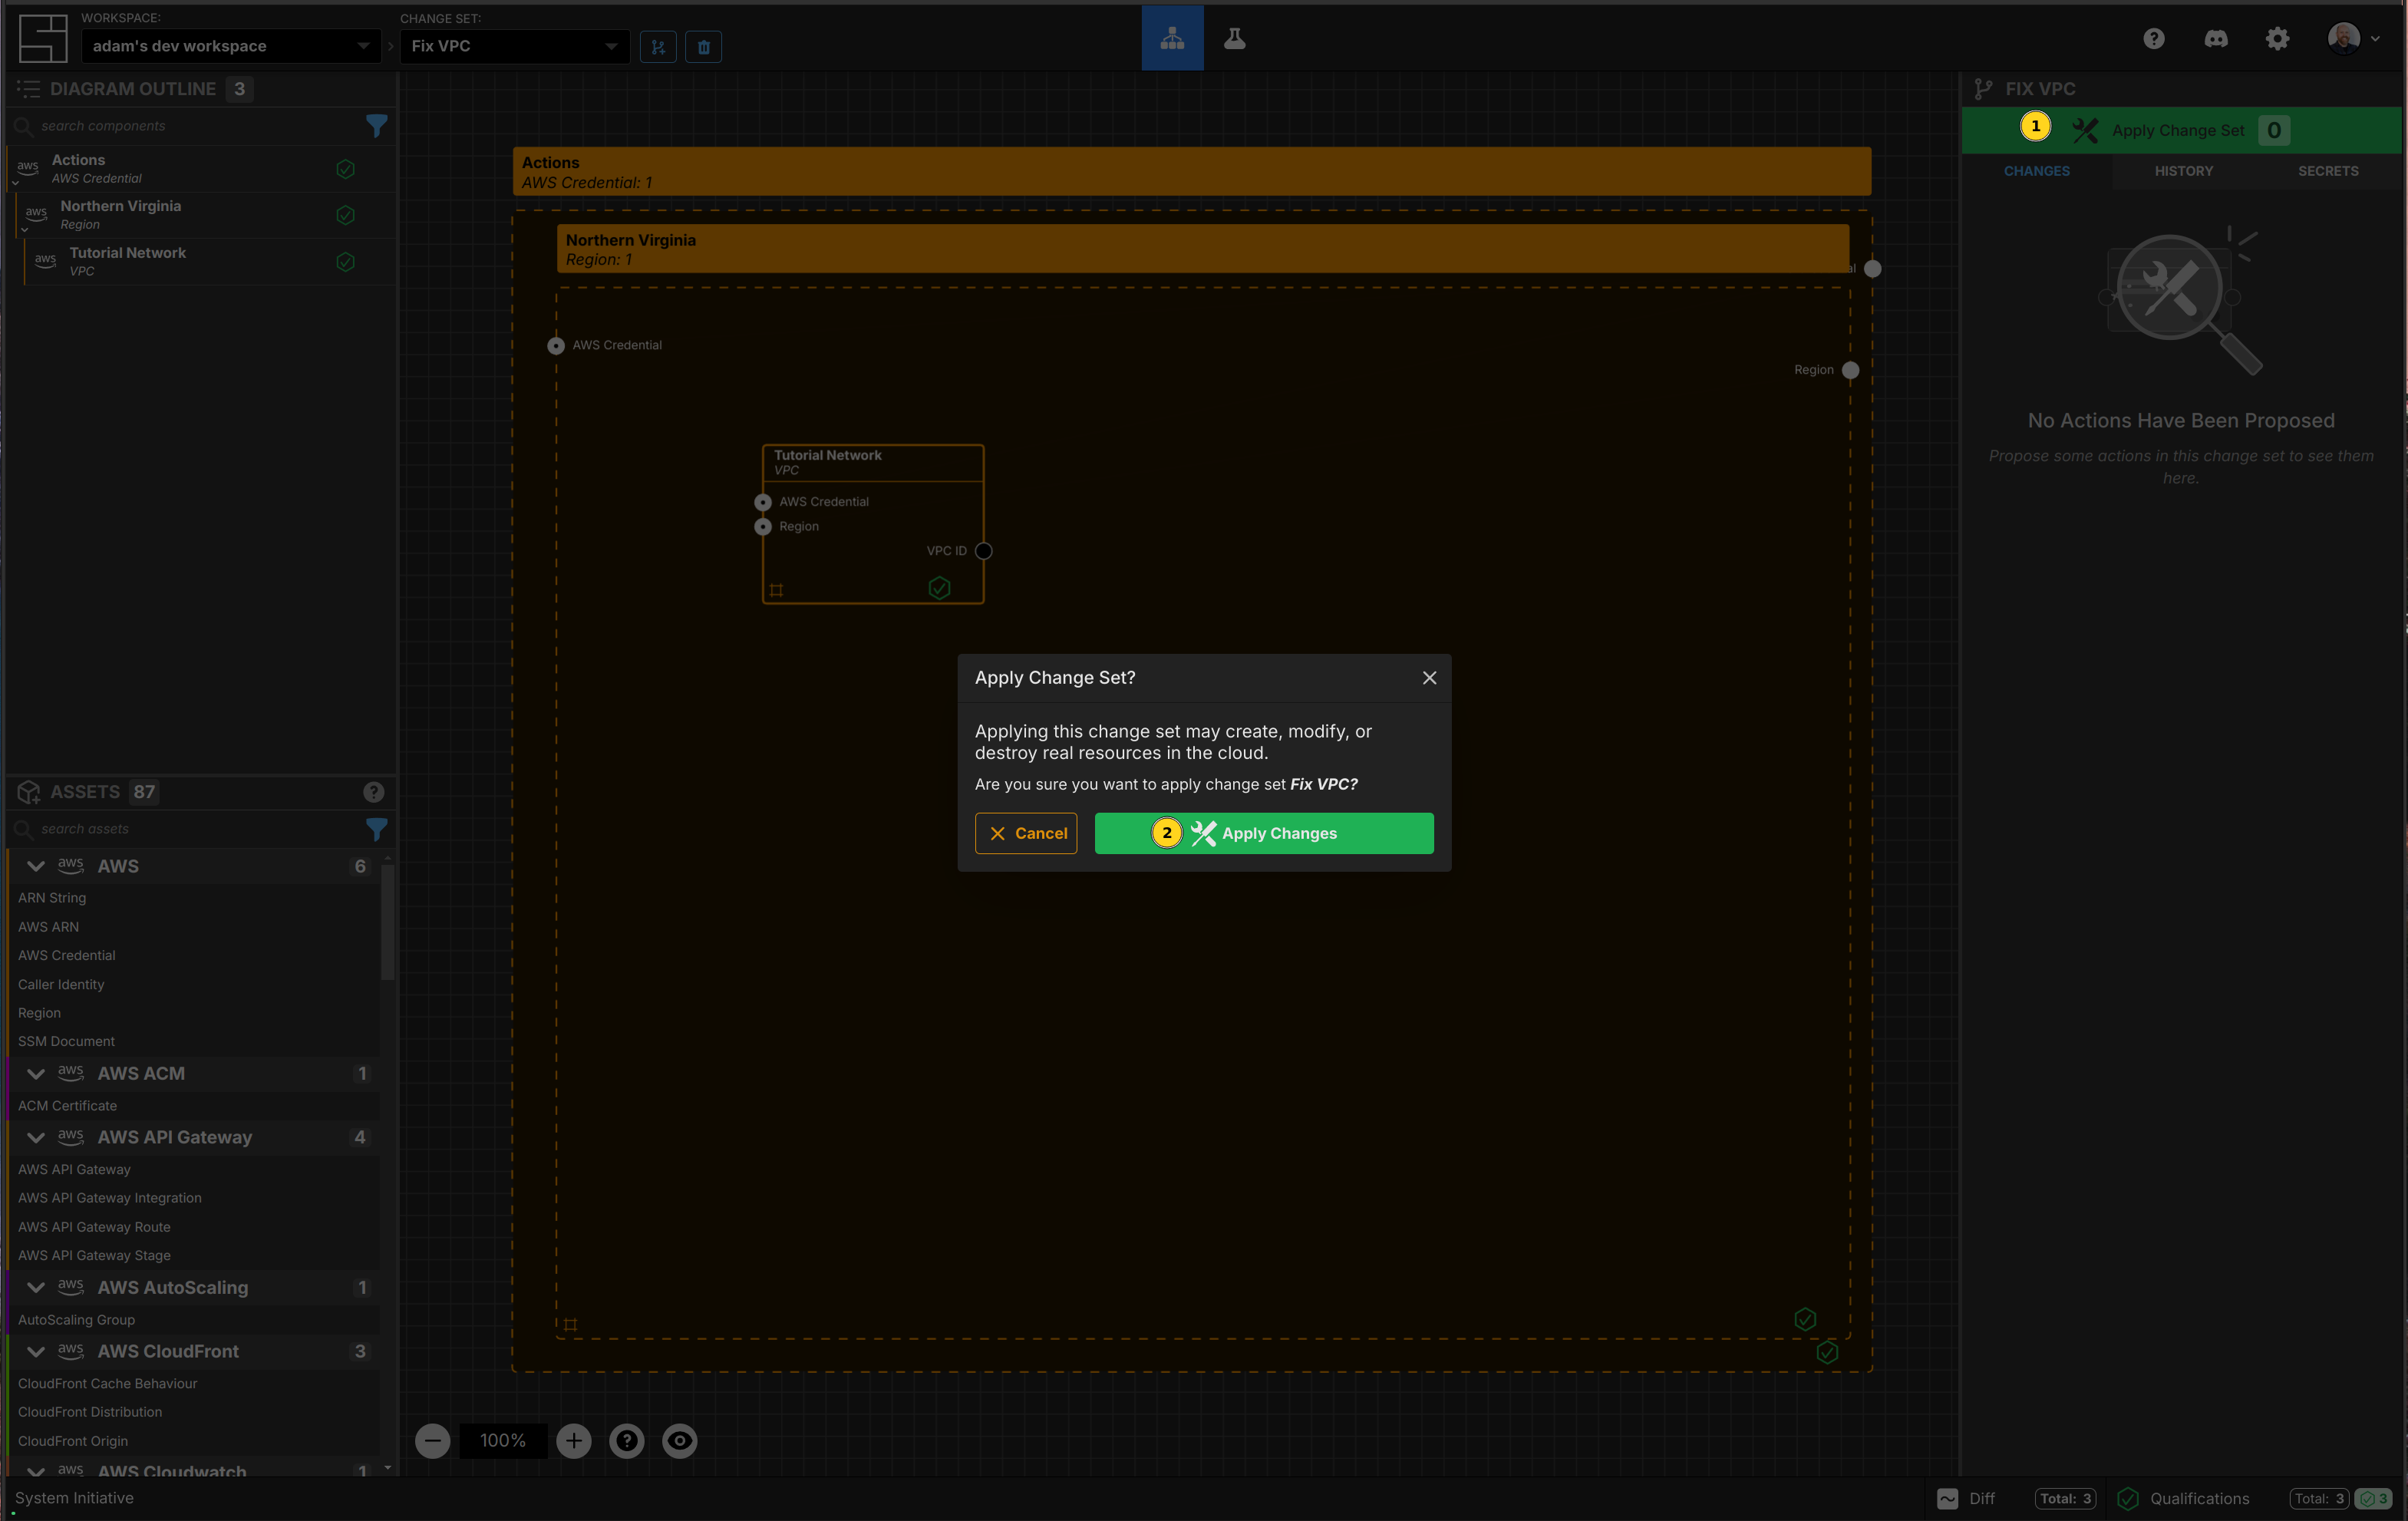 WORKSPACE:
adam's dev workspace
CHANGE SET:
Fix VPC
DIAGRAM OUTLINE 3
search components
aws
Actions
AWS Credential
aws
Northern Virginia
Region
aws
Tutorial Network
VPC
ASSETS 87
search assets
aws AWS 6
ARN String
AWS ARN
AWS Credential
Caller Identity
Region
SSM Document
aws AWS ACM 1
ACM Certificate
aws AWS API Gateway 4
AWS API Gateway
AWS API Gateway Integration
AWS API Gateway Route
AWS API Gateway Stage
aws AWS AutoScaling 1
AutoScaling Group
aws AWS CloudFront 3
CloudFront Cache Behaviour
CloudFront Distribution
CloudFront Origin
aws AWS Cloudwatch 1
Actions
AWS Credential: 1
Northern Virginia
Region: 1
al
AWS Credential
Region
Tutorial Network
VPC
AWS Credential
Region
VPC ID
Apply Change Set?
Applying this change set may create, modify, or
destroy real resources in the cloud.
Are you sure you want to apply change set Fix VPC?
Cancel
2 Apply Changes
100%
FIX VPC
1 Apply Change Set 0
CHANGES
HISTORY
SECRETS
No Actions Have Been Proposed
Propose some actions in this change set to see them
here.
System Initiative
Diff
Total: 3
Qualifications
Total: 3
3